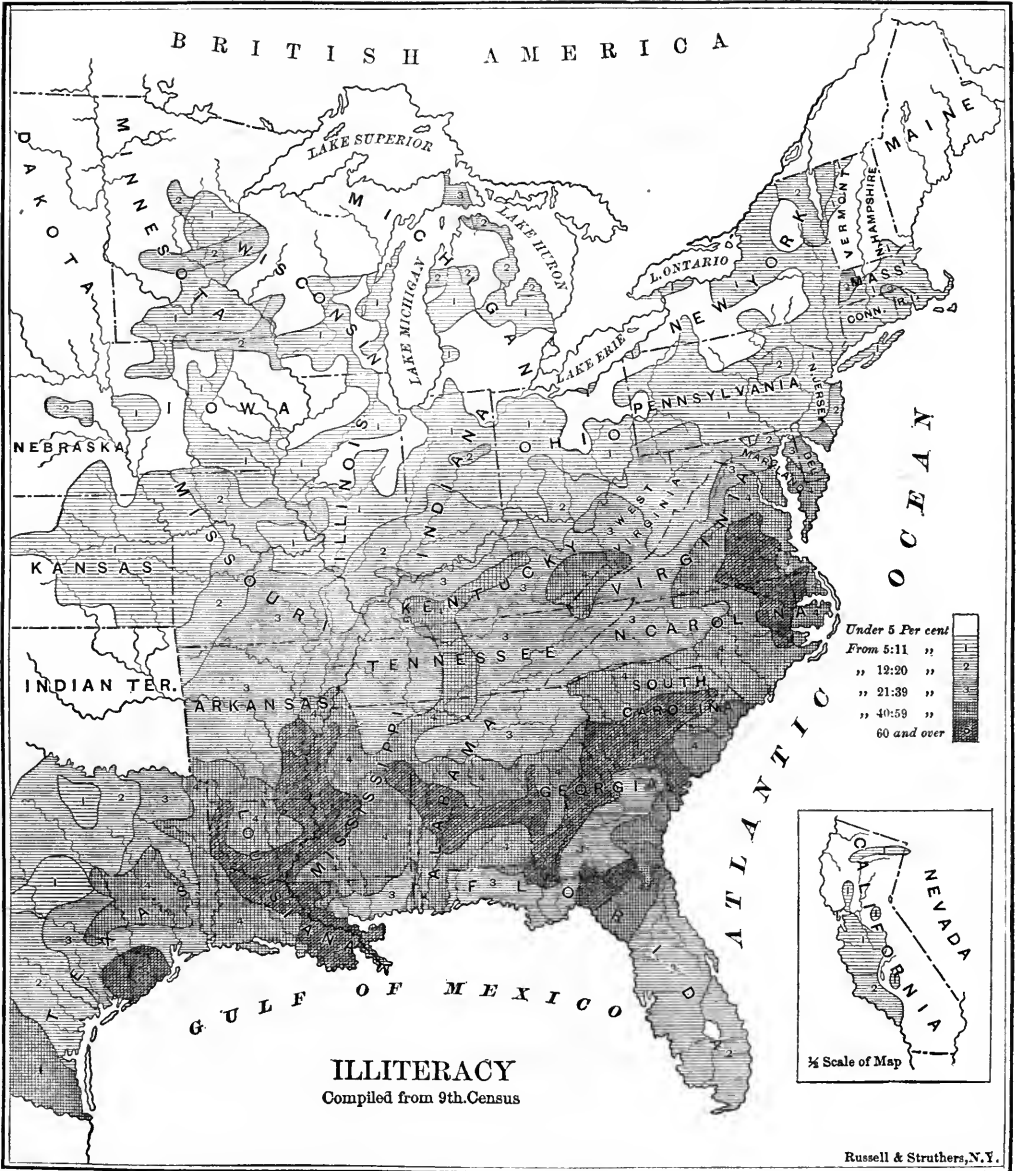 BRITISH AMERICA
LAKE SUPERIOR
MAINE
MINNESOTA
DAKOTA
WISCONSIN
MICHIGAN
LAKE MICHIGAN
LAKE HURON
L. ONTARIO
LAKE ERIE
NEW YORK
VERMONT
N. HAMPSHIRE
MASS.
CONN.
R.I.
PENNSYLVANIA
N. JERSEY
IOWA
NEBRASKA
ILLINOIS
INDIANA
OHIO
MARYLAND
DEL.
WEST
VIRGINIA
VIRGINIA
KANSAS
MISSOURI
KENTUCKY
TENNESSEE
N. CAROLINA
SOUTH
CAROLINA
INDIAN TER.
ARKANSAS
MISSISSIPPI
ALABAMA
GEORGIA
LOUISIANA
TEXAS
FLORIDA
ATLANTIC OCEAN
GULF OF MEXICO
Under 5 Per cent
From 5:11 „ 1
„ 12:20 „ 2
„ 21:39 „ 3
„ 40:59 „
60 and over
CALIFORNIA
NEVADA
½ Scale of Map
ILLITERACY
Compiled from 9th. Census
Russell & Struthers, N.Y.